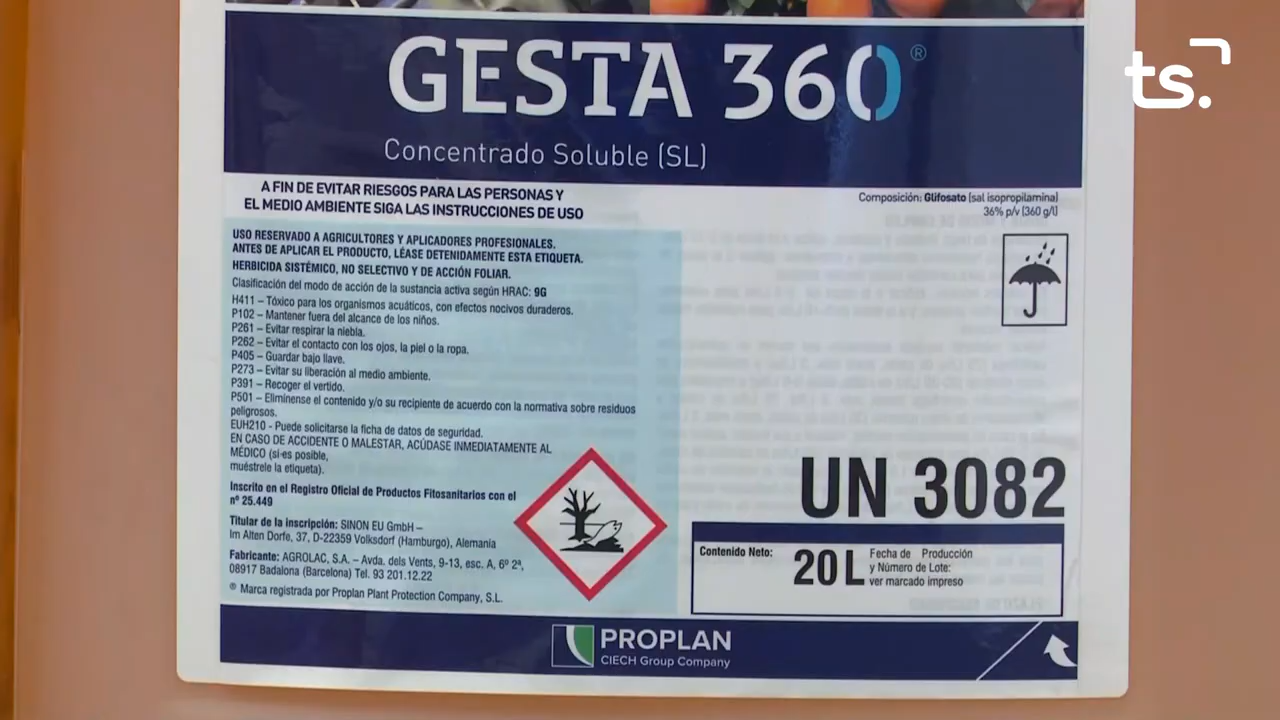 ts.
GESTA 360®
Concentrado Soluble (SL)
A FIN DE EVITAR RIESGOS PARA LAS PERSONAS Y
EL MEDIO AMBIENTE SIGA LAS INSTRUCCIONES DE USO
Composición: Glifosato (sal isopropilamina)
36% p/v (360 g/l)
USO RESERVADO A AGRICULTORES Y APLICADORES PROFESIONALES.
ANTES DE APLICAR EL PRODUCTO, LÉASE DETENIDAMENTE ESTA ETIQUETA.
HERBICIDA SISTÉMICO, NO SELECTIVO Y DE ACCIÓN FOLIAR.
Clasificación del modo de acción de la sustancia activa según HRAC: 9G
H411 – Tóxico para los organismos acuáticos, con efectos nocivos duraderos.
P102 – Mantener fuera del alcance de los niños.
P261 – Evitar respirar la niebla.
P262 – Evitar el contacto con los ojos, la piel o la ropa.
P405 – Guardar bajo llave.
P273 – Evitar su liberación al medio ambiente.
P391 – Recoger el vertido.
P501 – Elimínense el contenido y/o su recipiente de acuerdo con la normativa sobre residuos
peligrosos.
EUH210 - Puede solicitarse la ficha de datos de seguridad.
EN CASO DE ACCIDENTE O MALESTAR, ACÚDASE INMEDIATAMENTE AL
MÉDICO (si es posible,
muéstrele la etiqueta).
Inscrito en el Registro Oficial de Productos Fitosanitarios con el
nº 25.449
Titular de la inscripción: SINON EU GmbH –
Im Alten Dorfe, 37, D-22359 Volksdorf (Hamburgo), Alemania
Fabricante: AGROLAC, S.A. – Avda. dels Vents, 9-13, esc. A, 6º 2ª,
08917 Badalona (Barcelona) Tel. 93 201.12.22
® Marca registrada por Proplan Plant Protection Company, S.L.
UN 3082
Contenido Neto: 20 L
Fecha de Producción
y Número de Lote:
ver marcado impreso
PROPLAN
CIECH Group Company